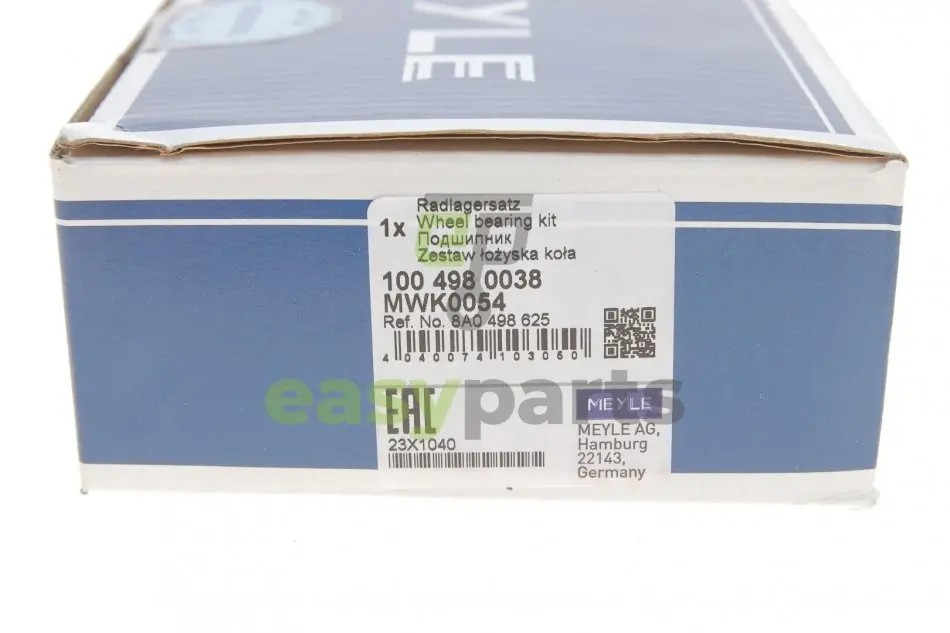 YLE
Radlagersatz
1x Wheel bearing kit
Подшипник
Zestaw łożyska koła
100 498 0038
MWK0054
Ref. No. 8A0 498 625
4 040074 103060
easyparts
EAC
MEYLE
23X1040
MEYLE AG,
Hamburg
22143,
Germany